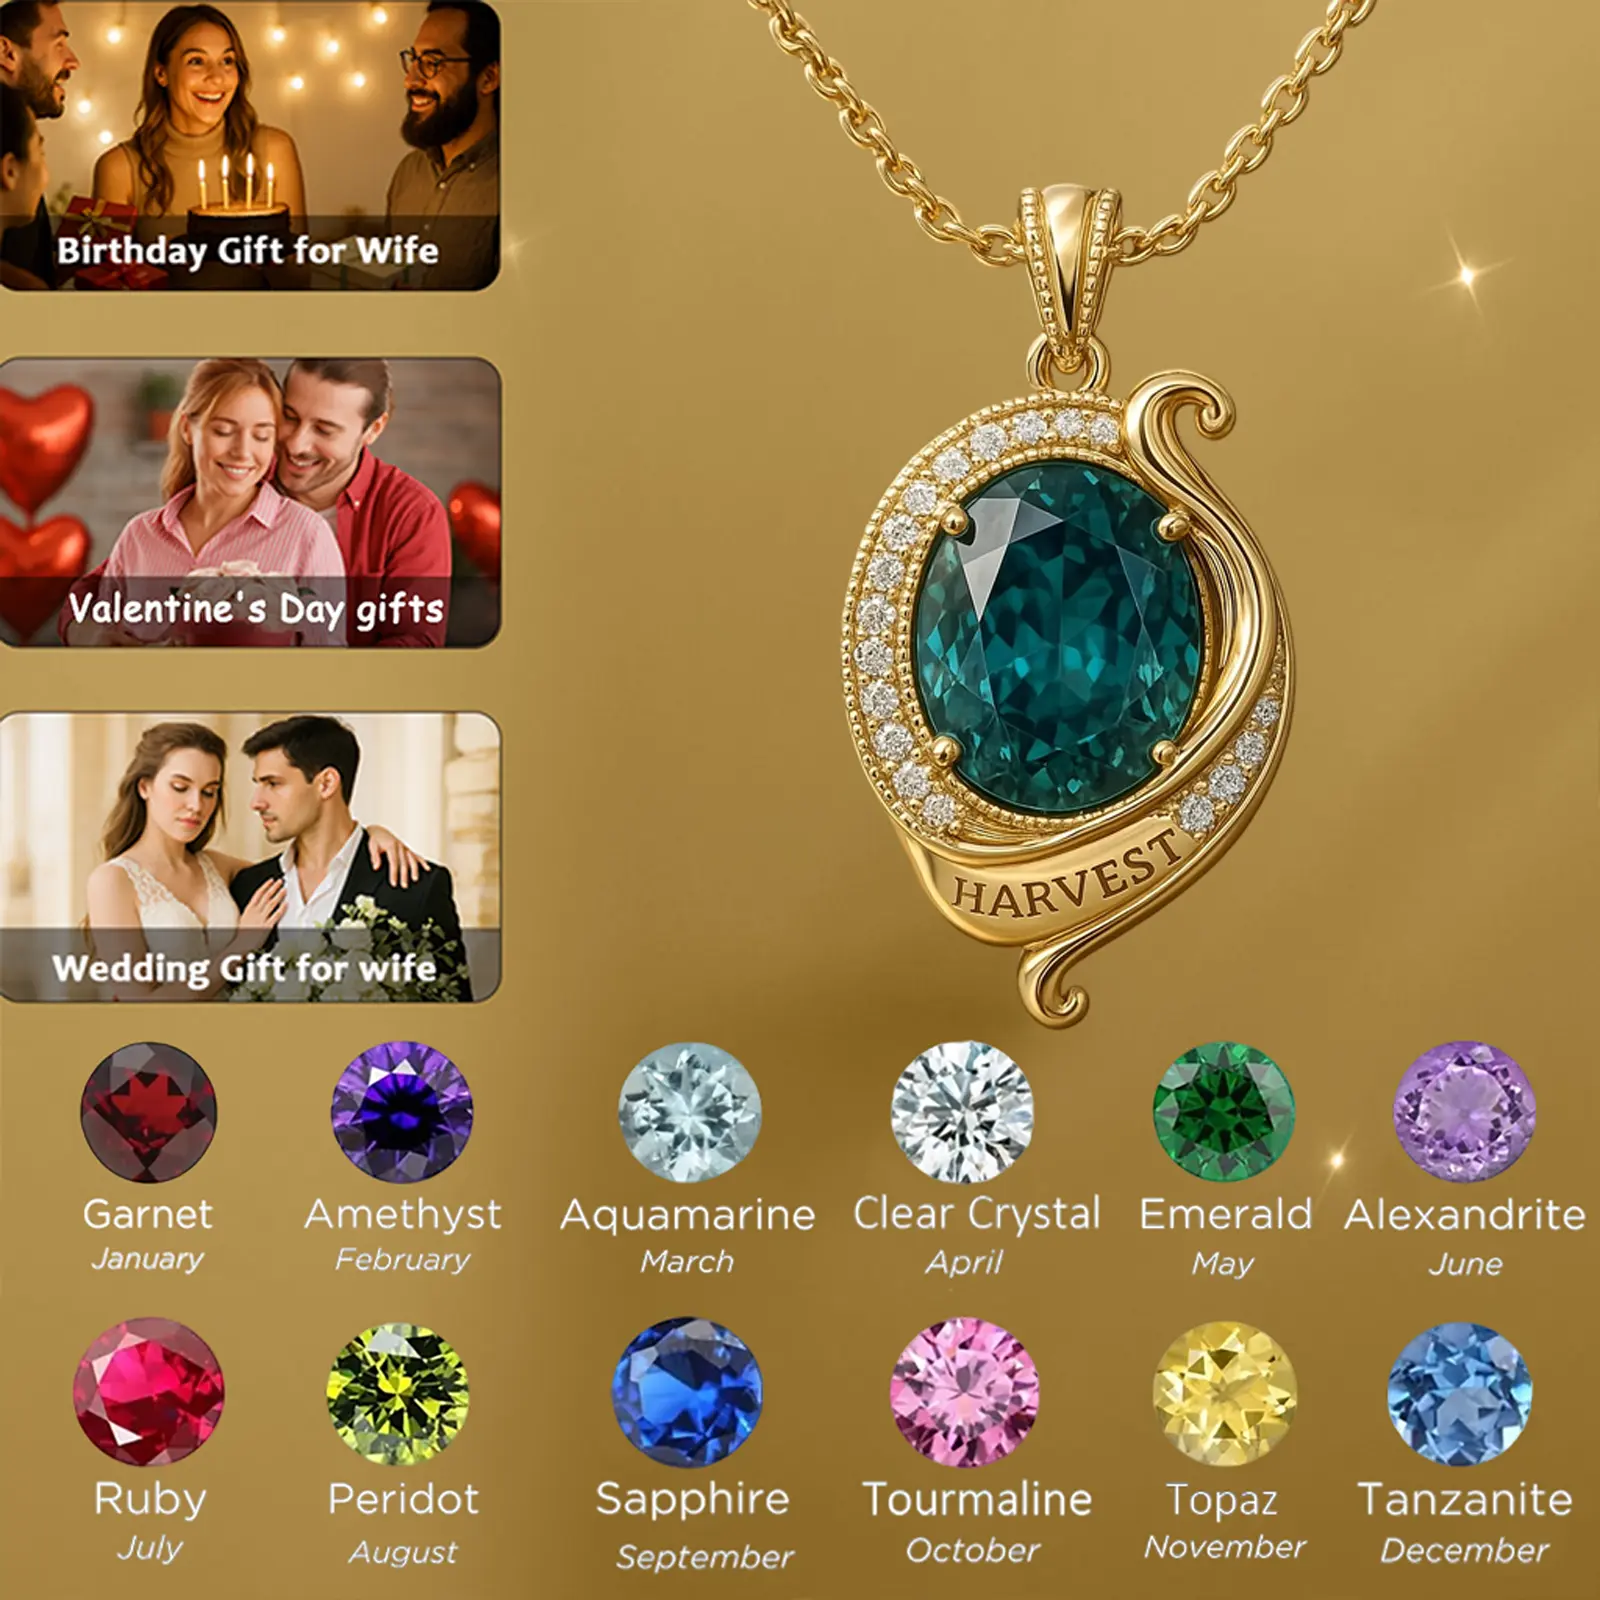 Birthday Gift for Wife
Valentine's Day gifts
Wedding Gift for wife
HARVEST
Garnet
January
Amethyst
February
Aquamarine
March
Clear Crystal
April
Emerald
May
Alexandrite
June
Ruby
July
Peridot
August
Sapphire
September
Tourmaline
October
Topaz
November
Tanzanite
December